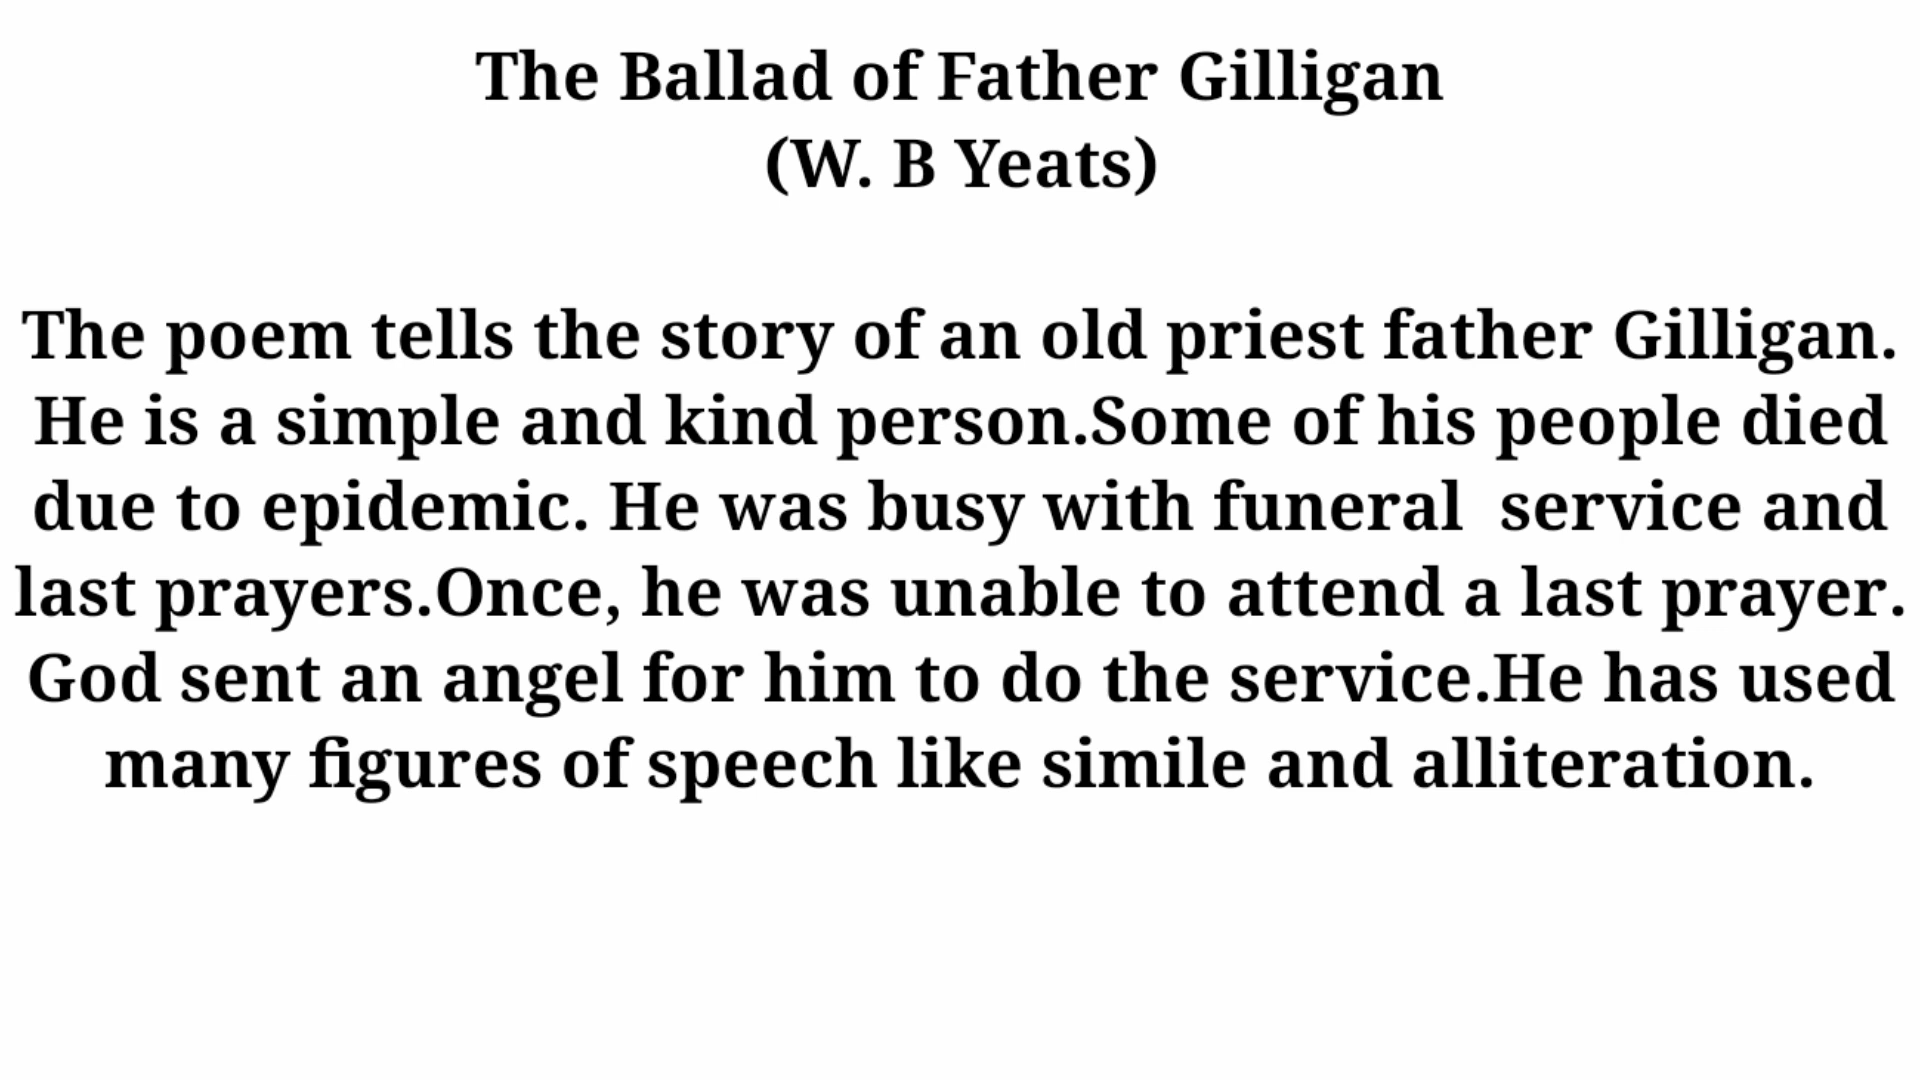 The Ballad of Father Gilligan
(W. B Yeats)
The poem tells the story of an old priest father Gilligan.
He is a simple and kind person.Some of his people died
due to epidemic. He was busy with funeral  service and
last prayers.Once, he was unable to attend a last prayer.
God sent an angel for him to do the service.He has used
many figures of speech like simile and alliteration.